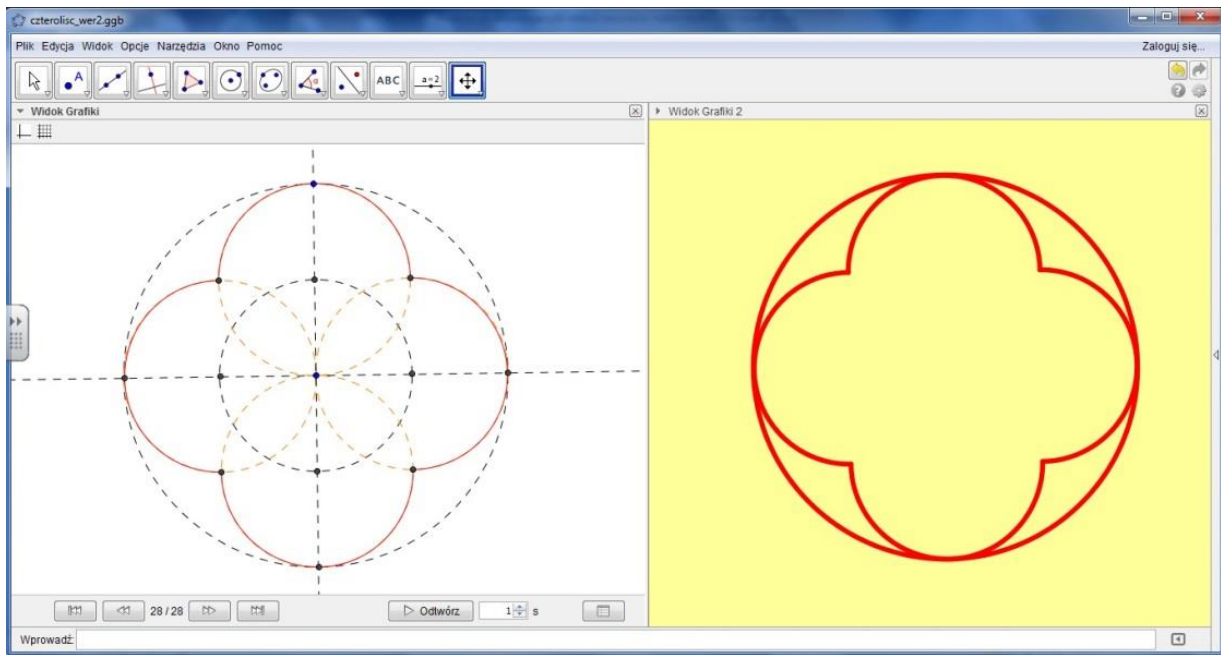 czterolisc_wer2.ggb
Plik Edycja Widok Opcje Narzędzia Okno Pomoc
Zaloguj się...
A
α
ABC
a=2
Widok Grafiki
Widok Grafiki 2
28 / 28
Odtwórz
1
s
Wprowadź: